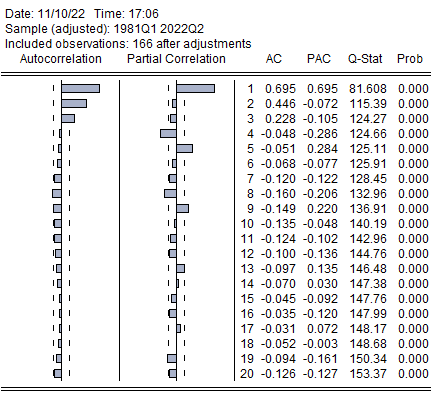 Date: 11/10/22 Time: 17:06
Sample (adjusted): 1981Q1 2022Q2
Included observations: 166 after adjustments
Autocorrelation Partial Correlation AC PAC Q-Stat Prob
1 0.695 0.695 81.608 0.000
2 0.446 -0.072 115.39 0.000
3 0.228 -0.105 124.27 0.000
4 -0.048 -0.286 124.66 0.000
5 -0.051 0.284 125.11 0.000
6 -0.068 -0.077 125.91 0.000
7 -0.120 -0.122 128.45 0.000
8 -0.160 -0.206 132.96 0.000
9 -0.149 0.220 136.91 0.000
10 -0.135 -0.048 140.19 0.000
11 -0.124 -0.102 142.96 0.000
12 -0.100 -0.136 144.76 0.000
13 -0.097 0.135 146.48 0.000
14 -0.070 0.030 147.38 0.000
15 -0.045 -0.092 147.76 0.000
16 -0.035 -0.120 147.99 0.000
17 -0.031 0.072 148.17 0.000
18 -0.052 -0.003 148.68 0.000
19 -0.094 -0.161 150.34 0.000
20 -0.126 -0.127 153.37 0.000